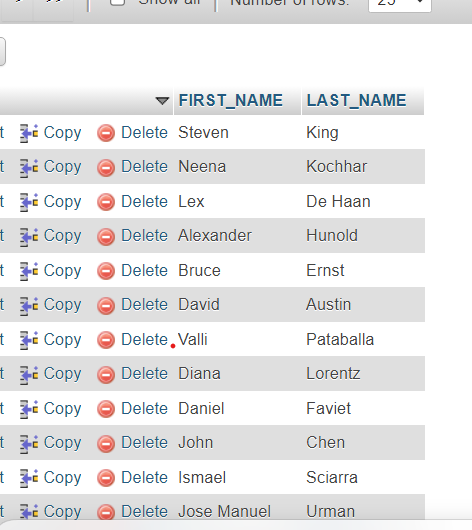 Show all Number of rows: 25
FIRST_NAME LAST_NAME
t Copy Delete Steven King
t Copy Delete Neena Kochhar
t Copy Delete Lex De Haan
t Copy Delete Alexander Hunold
t Copy Delete Bruce Ernst
t Copy Delete David Austin
t Copy Delete Valli Pataballa
t Copy Delete Diana Lorentz
t Copy Delete Daniel Faviet
t Copy Delete John Chen
t Copy Delete Ismael Sciarra
t Copy Delete Jose Manuel Urman